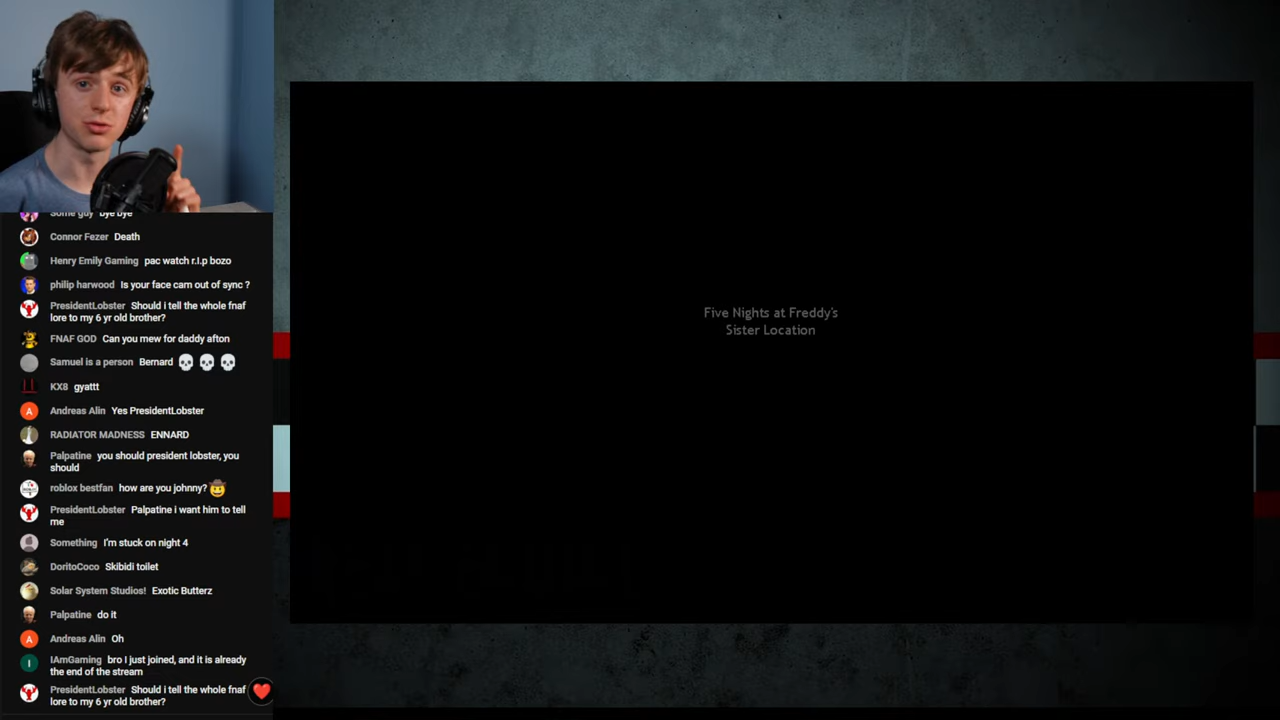 Some guy bye bye
Connor Fezer Death
Henry Emily Gaming pac watch r.I.p bozo
philip harwood Is your face cam out of sync ?
PresidentLobster Should i tell the whole fnaf
lore to my 6 yr old brother?
FNAF GOD Can you mew for daddy afton
Samuel is a person Bernard 💀 💀 💀
KX8 gyattt
A Andreas Alin Yes PresidentLobster
RADIATOR MADNESS ENNARD
Palpatine you should president lobster, you
should
roblox bestfan how are you johnny? 🤠
PresidentLobster Palpatine i want him to tell
me
Something I'm stuck on night 4
DoritoCoco Skibidi toilet
Solar System Studios! Exotic Butterz
Palpatine do it
A Andreas Alin Oh
I IAmGaming bro I just joined, and it is already
the end of the stream
PresidentLobster Should i tell the whole fnaf
lore to my 6 yr old brother?
Five Nights at Freddy's
Sister Location